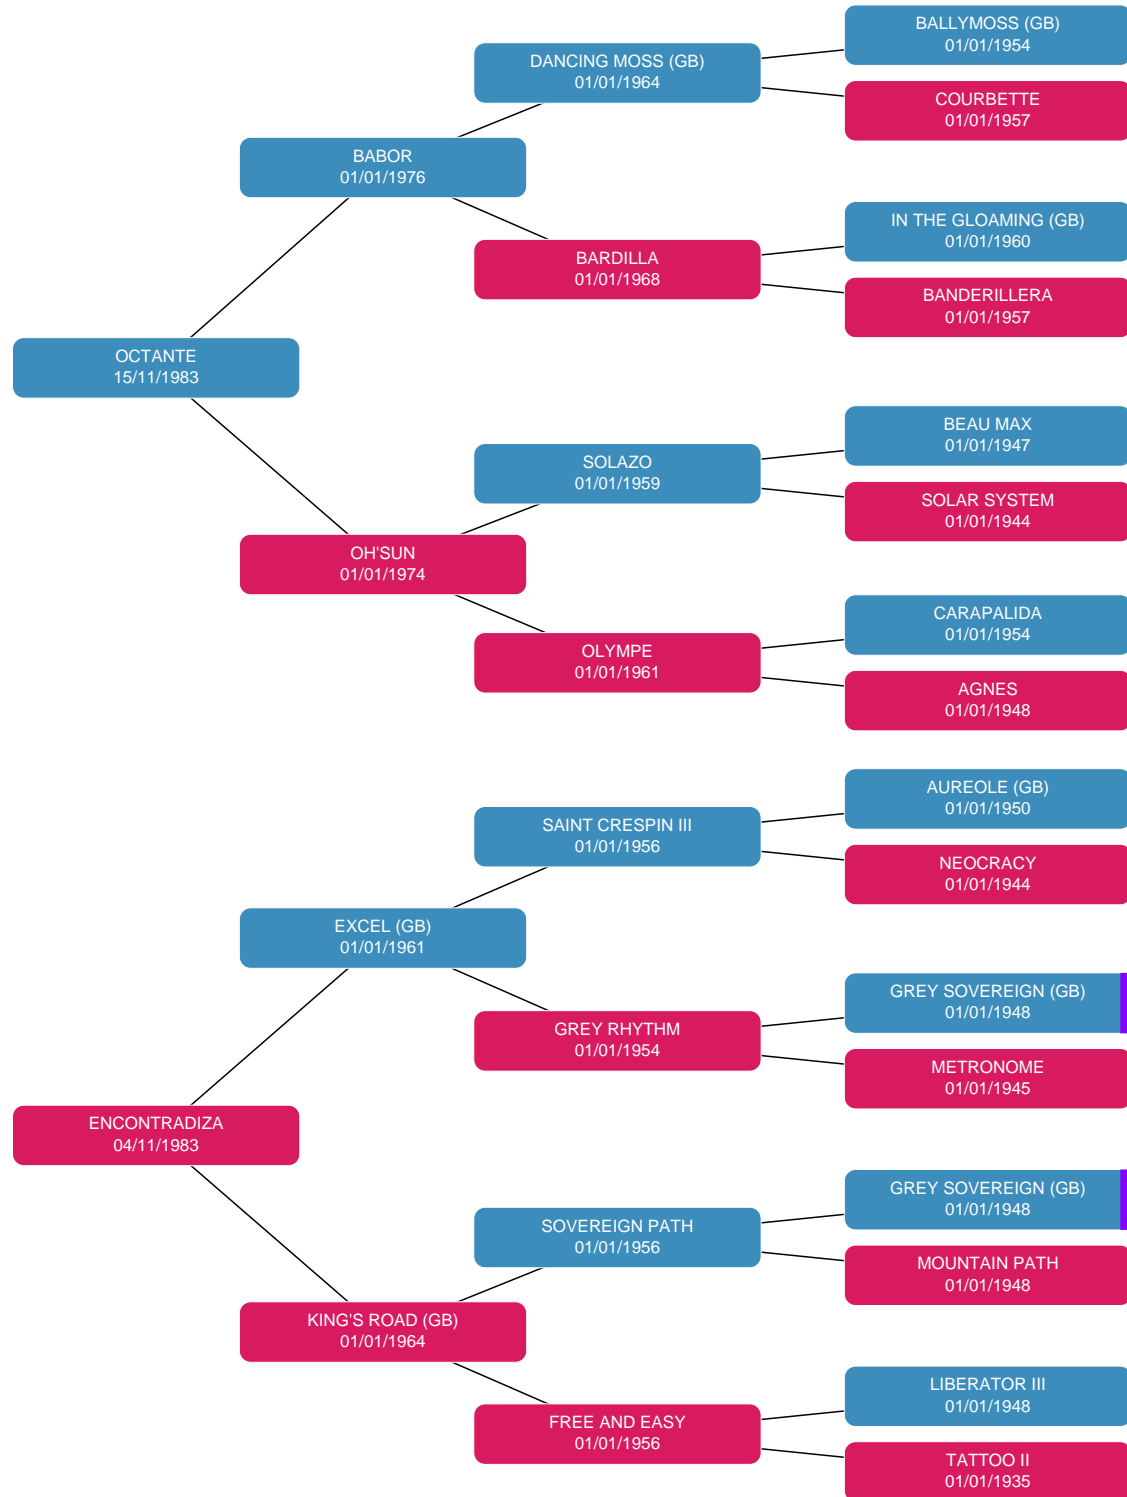 BALLYMOSS (GB)
01/01/1954
DANCING MOSS (GB)
01/01/1964
COURBETTE
01/01/1957
BABOR
01/01/1976
IN THE GLOAMING (GB)
01/01/1960
BARDILLA
01/01/1968
BANDERILLERA
01/01/1957
OCTANTE
15/11/1983
BEAU MAX
01/01/1947
SOLAZO
01/01/1959
SOLAR SYSTEM
01/01/1944
OH'SUN
01/01/1974
CARAPALIDA
01/01/1954
OLYMPE
01/01/1961
AGNES
01/01/1948
AUREOLE (GB)
01/01/1950
SAINT CRESPIN III
01/01/1956
NEOCRACY
01/01/1944
EXCEL (GB)
01/01/1961
GREY SOVEREIGN (GB)
01/01/1948
GREY RHYTHM
01/01/1954
METRONOME
01/01/1945
ENCONTRADIZA
04/11/1983
GREY SOVEREIGN (GB)
01/01/1948
SOVEREIGN PATH
01/01/1956
MOUNTAIN PATH
01/01/1948
KING'S ROAD (GB)
01/01/1964
LIBERATOR III
01/01/1948
FREE AND EASY
01/01/1956
TATTOO II
01/01/1935